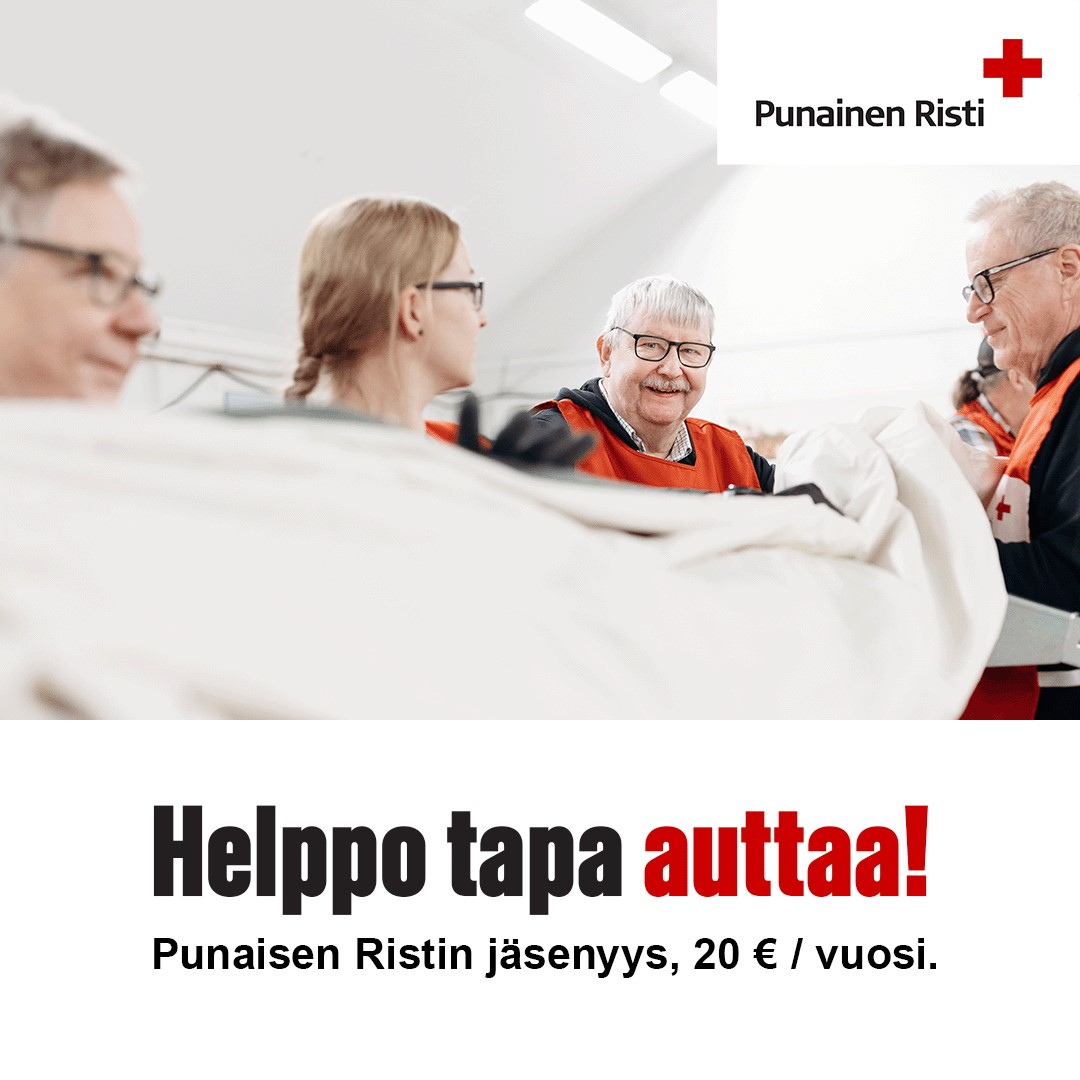 Punainen Risti
Helppo tapa auttaa!
Punaisen Ristin jäsenyys, 20 € / vuosi.